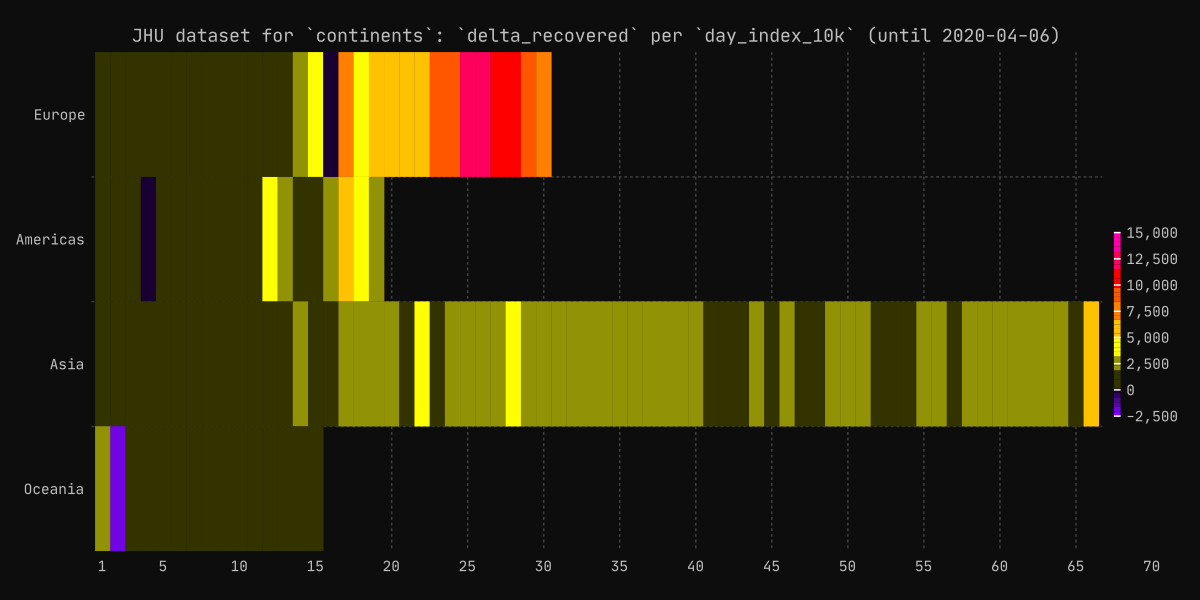 JHU dataset for `continents`: `delta_recovered` per `day_index_10k` (until 2020-04-06)
Europe
Americas
Asia
Oceania
15,000
12,500
10,000
7,500
5,000
2,500
0
−2,500
1 5 10 15 20 25 30 35 40 45 50 55 60 65 70